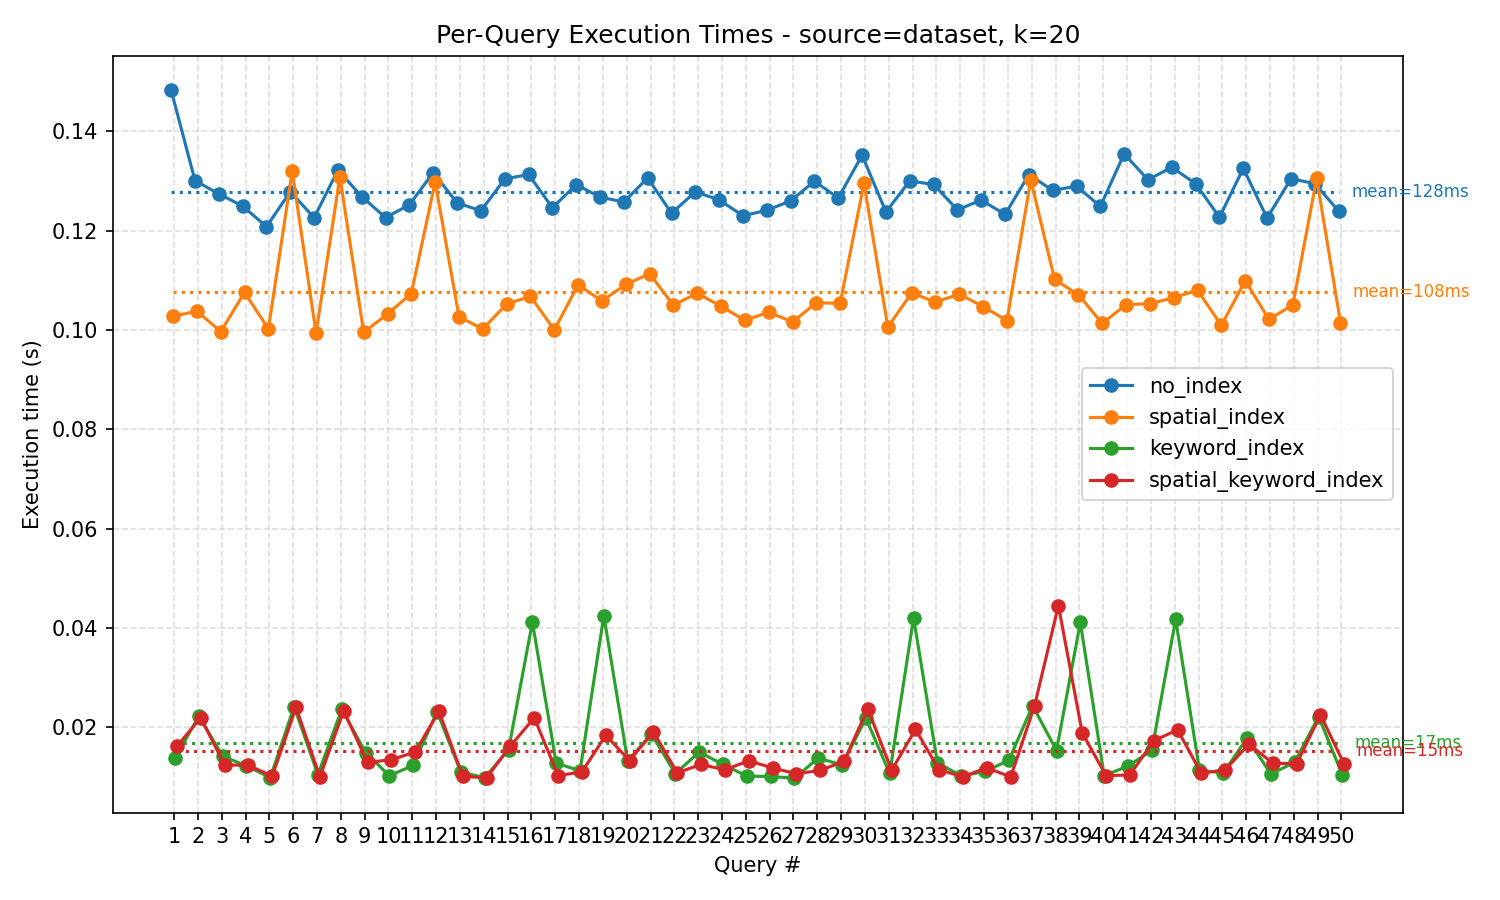 Per-Query Execution Times - source=dataset, k=20
Execution time (s)
0.14
0.12
0.10
0.08
0.06
0.04
0.02
mean=128ms
mean=108ms
no_index
spatial_index
keyword_index
spatial_keyword_index
mean=17ms
mean=15ms
1 2 3 4 5 6 7 8 9 10 11 12 13 14 15 16 17 18 19 20 21 22 23 24 25 26 27 28 29 30 31 32 33 34 35 36 37 38 39 40 41 42 43 44 45 46 47 48 49 50
Query #